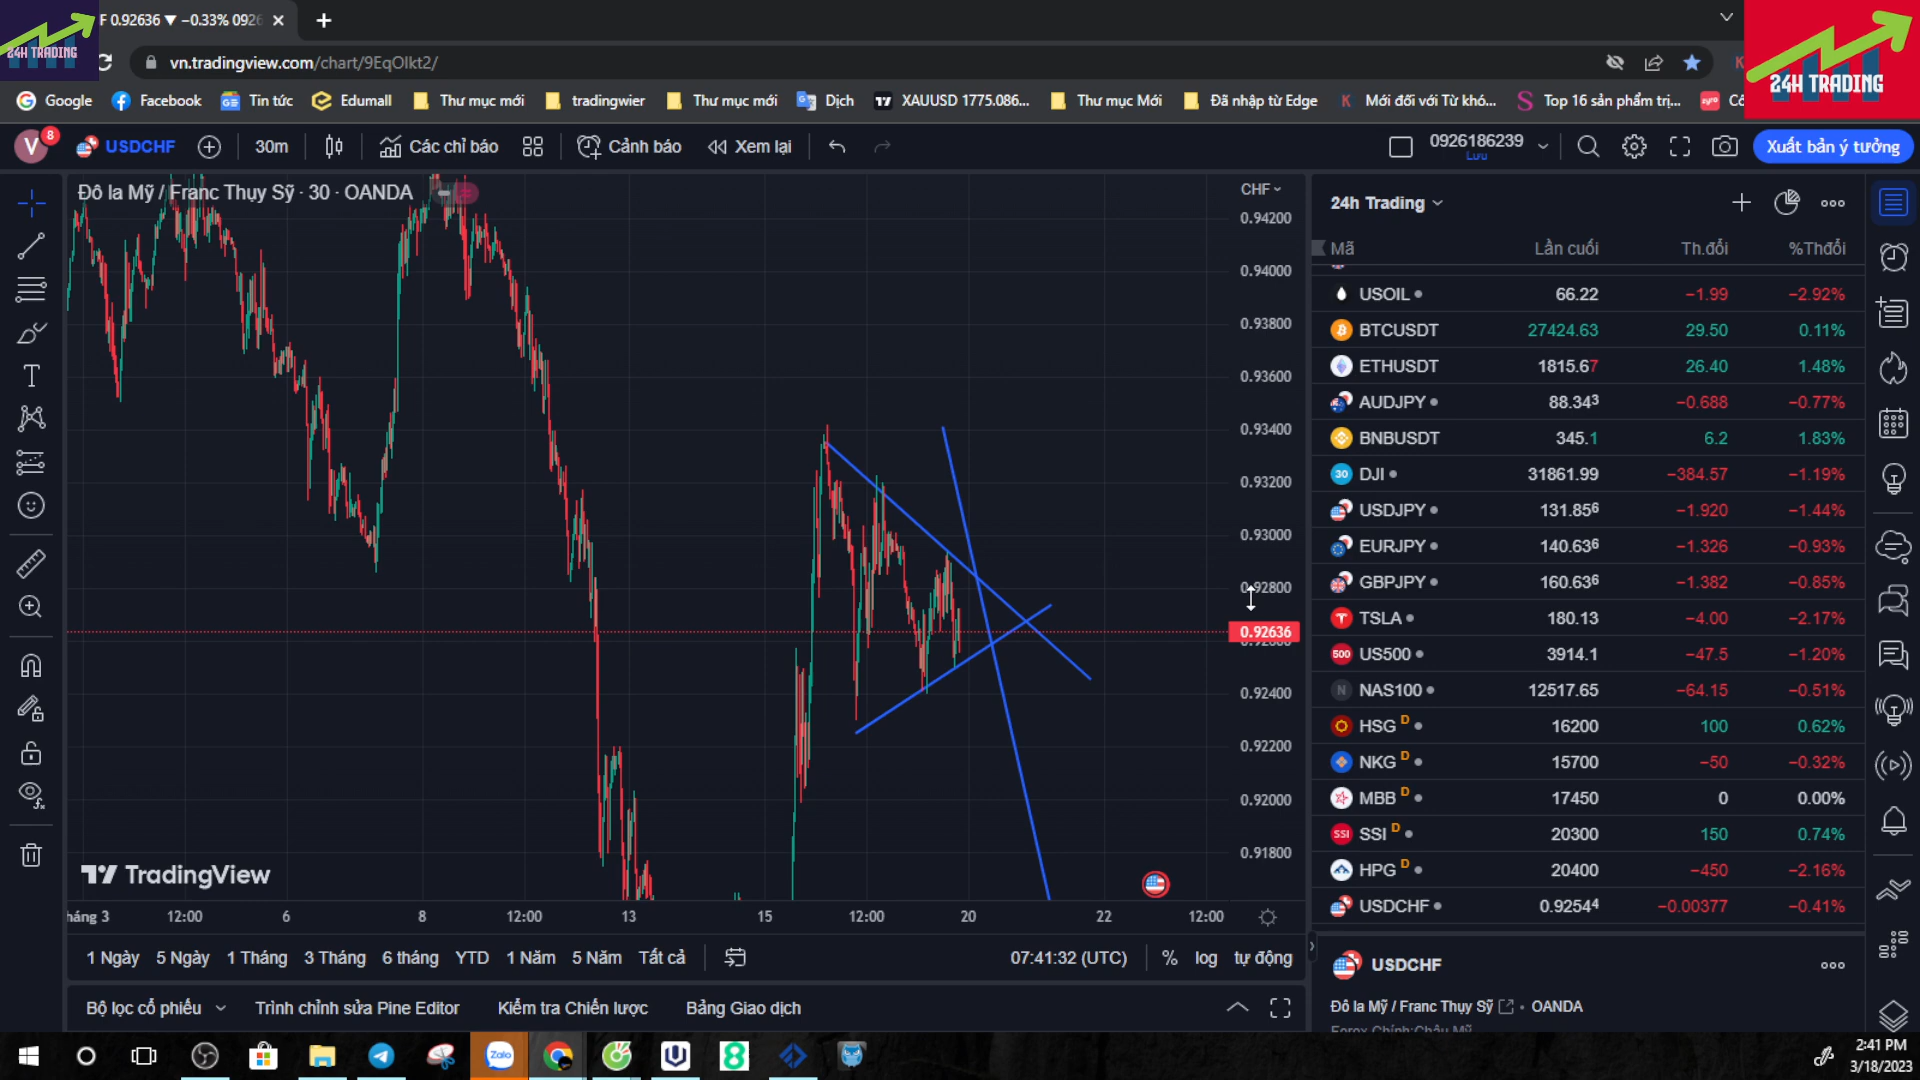 F 0.92636 ▼ −0.33% 0926
24H TRADING
vn.tradingview.com/chart/9EqOIkt2/
24H TRADING
Google
Facebook
Tin tức
Edumall
Thư mục mới
tradingwier
Thư mục mới
Dịch
XAUUSD 1775.086...
Thư mục Mới
Đã nhập từ Edge
Mới đối với Từ khó...
Top 16 sản phẩm trị...
V 8
USDCHF
30m
Các chỉ báo
Cảnh báo
Xem lại
0926186239
Lưu
Xuất bản ý tưởng
Đô la Mỹ / Franc Thụy Sỹ · 30 · OANDA
CHF
0.94200
0.94000
0.93800
0.93600
0.93400
0.93200
0.93000
0.92800
0.92636
0.92400
0.92200
0.92000
0.91800
TradingView
12:00
6
8
12:00
13
15
12:00
20
22
12:00
1 Ngày 5 Ngày 1 Tháng 3 Tháng 6 tháng YTD 1 Năm 5 Năm Tất cả
07:41:32 (UTC) % log tự động
Bộ lọc cổ phiếu Trình chỉnh sửa Pine Editor Kiểm tra Chiến lược Bảng Giao dịch
24h Trading
Mã Lần cuối Th.đổi %Thđổi
USOIL 66.22 −1.99 −2.92%
BTCUSDT 27424.63 29.50 0.11%
ETHUSDT 1815.67 26.40 1.48%
AUDJPY 88.343 −0.688 −0.77%
BNBUSDT 345.1 6.2 1.83%
30 DJI 31861.99 −384.57 −1.19%
USDJPY 131.856 −1.920 −1.44%
EURJPY 140.636 −1.326 −0.93%
GBPJPY 160.636 −1.382 −0.85%
TSLA 180.13 −4.00 −2.17%
500 US500 3914.1 −47.5 −1.20%
N NAS100 12517.65 −64.15 −0.51%
HSG D 16200 100 0.62%
NKG D 15700 −50 −0.32%
MBB D 17450 0 0.00%
SSI SSI D 20300 150 0.74%
HPG D 20400 −450 −2.16%
USDCHF 0.92544 −0.00377 −0.41%
USDCHF
Đô la Mỹ / Franc Thụy Sỹ • OANDA
Zalo
2:41 PM
3/18/2023